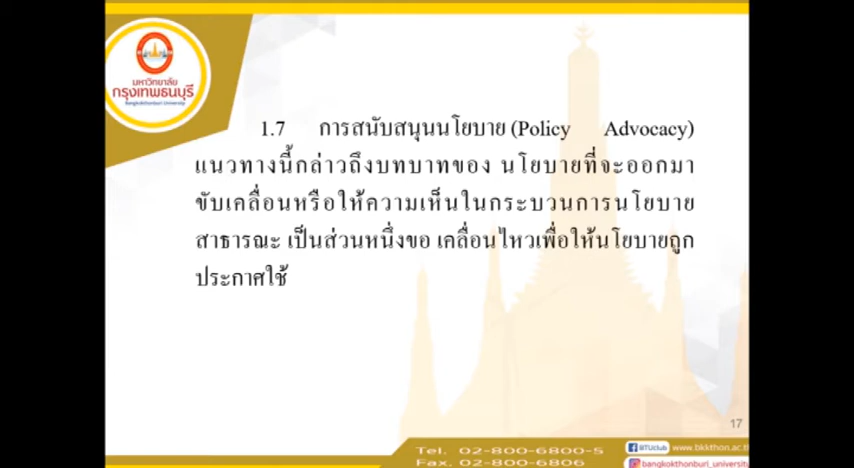 มหาวิทยาลัย
กรุงเทพธนบุรี
Bangkokthonburi University
1.7 การสนับสนุนนโยบาย (Policy Advocacy)
แนวทางนี้กล่าวถึงบทบาทของ นโยบายที่จะออกมา
ขับเคลื่อนหรือให้ความเห็นในกระบวนการนโยบาย
สาธารณะ เป็นส่วนหนึ่งขอ เคลื่อนไหวเพื่อให้นโยบายถูก
ประกาศใช้
17
Tel. 02-800-6800-5
Fax. 02-800-6806
BTUclub www.bkkthon.ac.th
bangkokthonburi_university